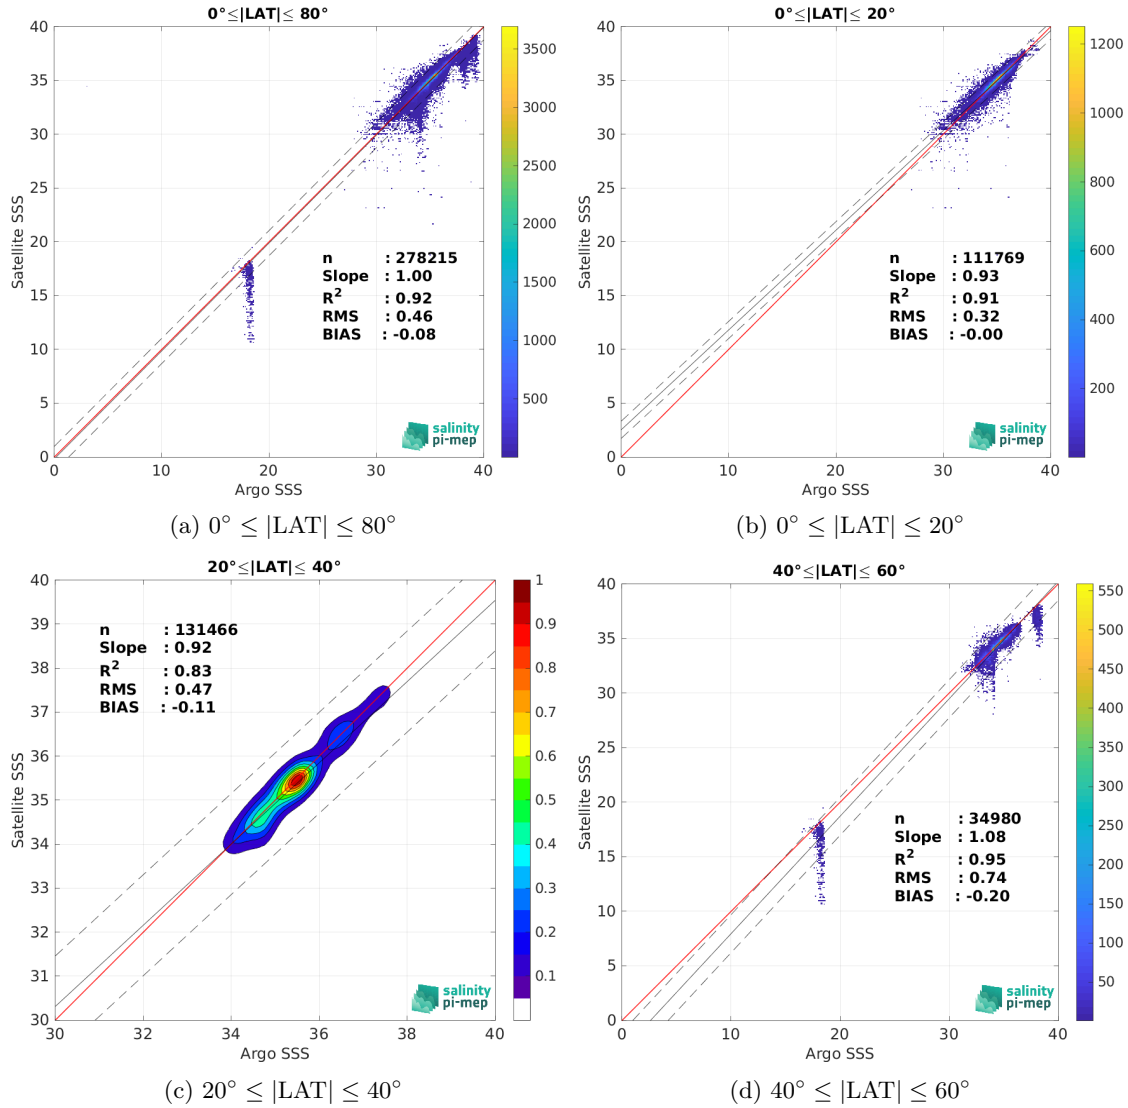 0°≤|LAT|≤ 80°
40
35
30
25
20
15
10
5
0
Satellite SSS
0
10
20
30
40
Argo SSS
n : 278215
Slope : 1.00
R² : 0.92
RMS : 0.46
BIAS : -0.08
salinity
pi-mep
3500
3000
2500
2000
1500
1000
500
(a) 0° ≤ |LAT| ≤ 80°
0°≤|LAT|≤ 20°
40
35
30
25
20
15
10
5
0
Satellite SSS
0
10
20
30
40
Argo SSS
n : 111769
Slope : 0.93
R² : 0.91
RMS : 0.32
BIAS : -0.00
salinity
pi-mep
1200
1000
800
600
400
200
(b) 0° ≤ |LAT| ≤ 20°
20°≤|LAT|≤ 40°
40
39
38
37
36
35
34
33
32
31
30
Satellite SSS
30
32
34
36
38
40
Argo SSS
n : 131466
Slope : 0.92
R² : 0.83
RMS : 0.47
BIAS : -0.11
salinity
pi-mep
1
0.9
0.8
0.7
0.6
0.5
0.4
0.3
0.2
0.1
(c) 20° ≤ |LAT| ≤ 40°
40°≤|LAT|≤ 60°
40
35
30
25
20
15
10
5
0
Satellite SSS
0
10
20
30
40
Argo SSS
n : 34980
Slope : 1.08
R² : 0.95
RMS : 0.74
BIAS : -0.20
salinity
pi-mep
550
500
450
400
350
300
250
200
150
100
50
0
(d) 40° ≤ |LAT| ≤ 60°